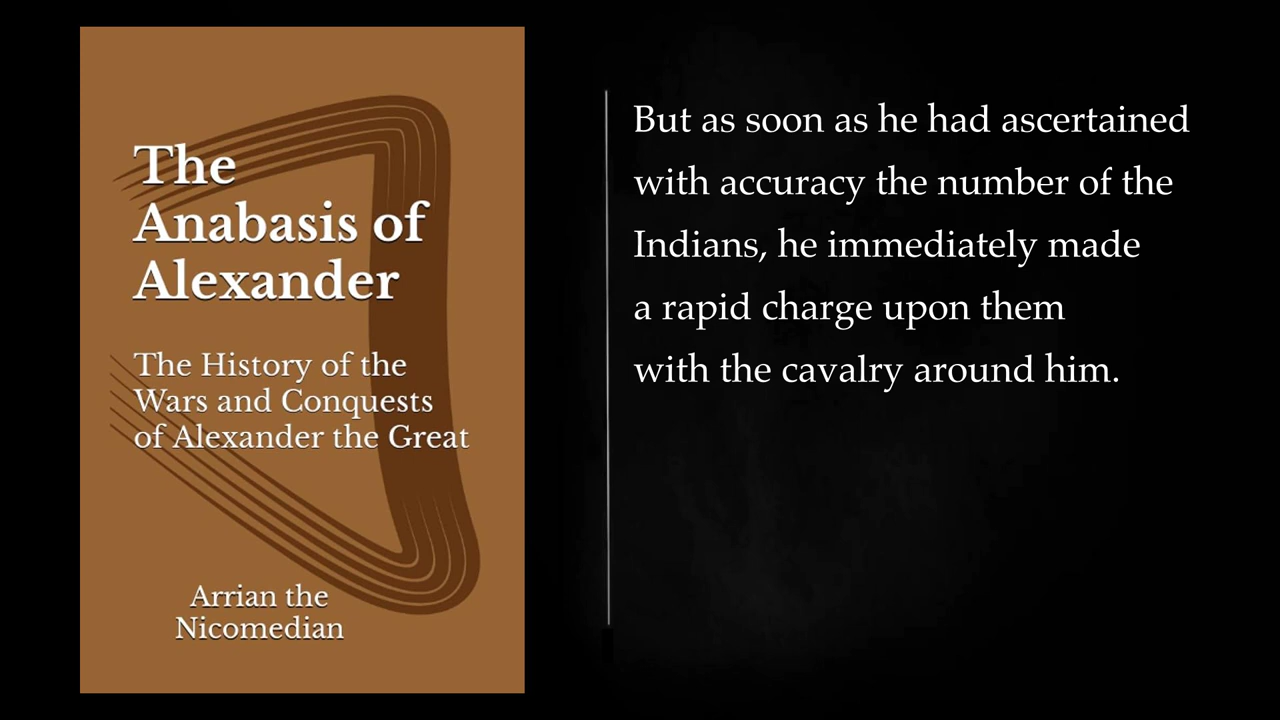 The
Anabasis of
Alexander
The History of the
Wars and Conquests
of Alexander the Great
Arrian the
Nicomedian
But as soon as he had ascertained
with accuracy the number of the
Indians, he immediately made
a rapid charge upon them
with the cavalry around him.